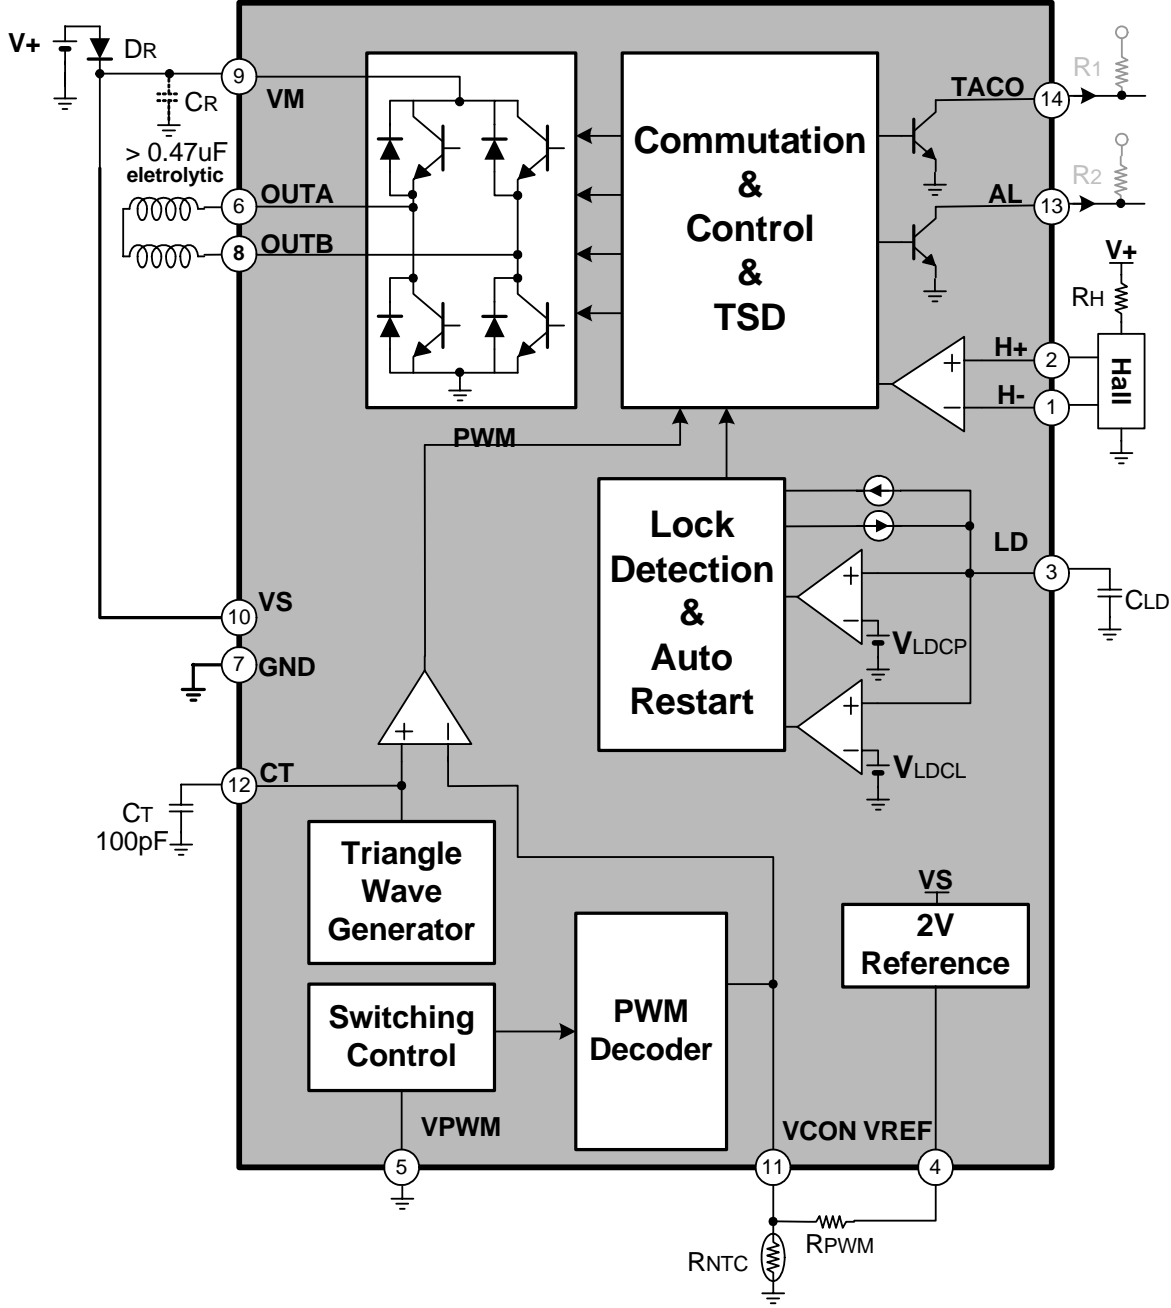 V+
DR
9
VM
CR
> 0.47uF
eletrolytic
6
OUTA
8
OUTB
Commutation
&
Control
&
TSD
TACO
14
R1
AL
13
R2
V+
RH
H+
2
H-
1
Hall
+
−
PWM
Lock
Detection
&
Auto
Restart
LD
3
CLD
+
−
VLDCP
+
−
VLDCL
VS
10
7
GND
+
−
CT
12
CT
100pF
Triangle
Wave
Generator
VS
2V
Reference
Switching
Control
PWM
Decoder
VPWM
5
VCON VREF
11
4
RPWM
RNTC